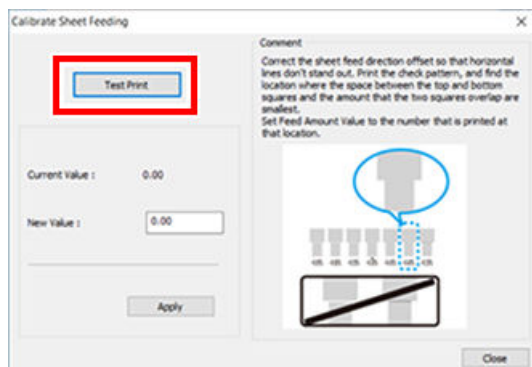 Calibrate Sheet Feeding
Test Print
Current Value : 0.00
New Value : 0.00
Apply
Comment
Correct the sheet feed direction offset so that horizontal
lines don't stand out. Print the check pattern, and find the
location where the space between the top and bottom
squares and the amount that the two squares overlap are
smallest.
Set Feed Amount Value to the number that is printed at
that location.
Close